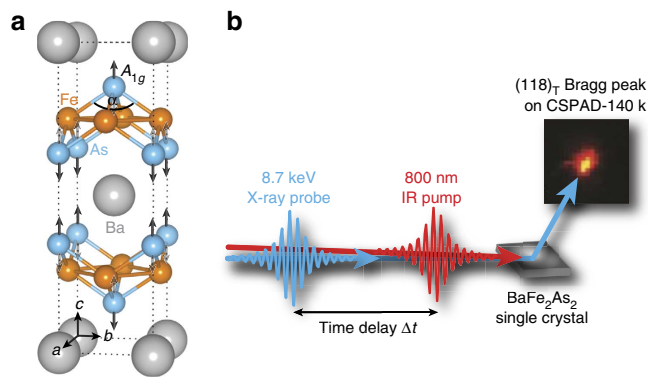 a
A1g
α
Fe
As
Ba
c
a
b
b
(118)T Bragg peak
on CSPAD-140 k
8.7 keV
X-ray probe
800 nm
IR pump
BaFe2As2
single crystal
Time delay Δt